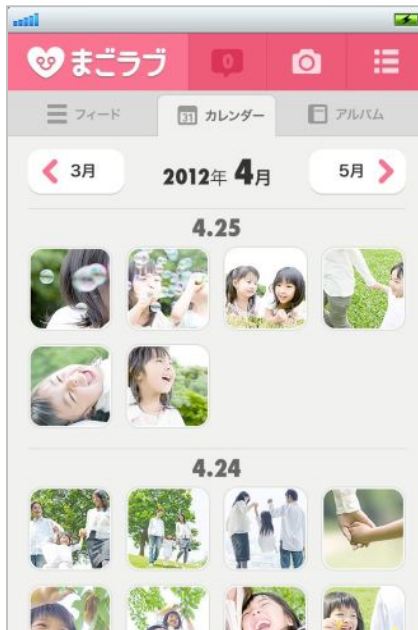 まごラブ 0
フィード 31 カレンダー アルバム
3月 2012年 4月 5月
4.25
4.24